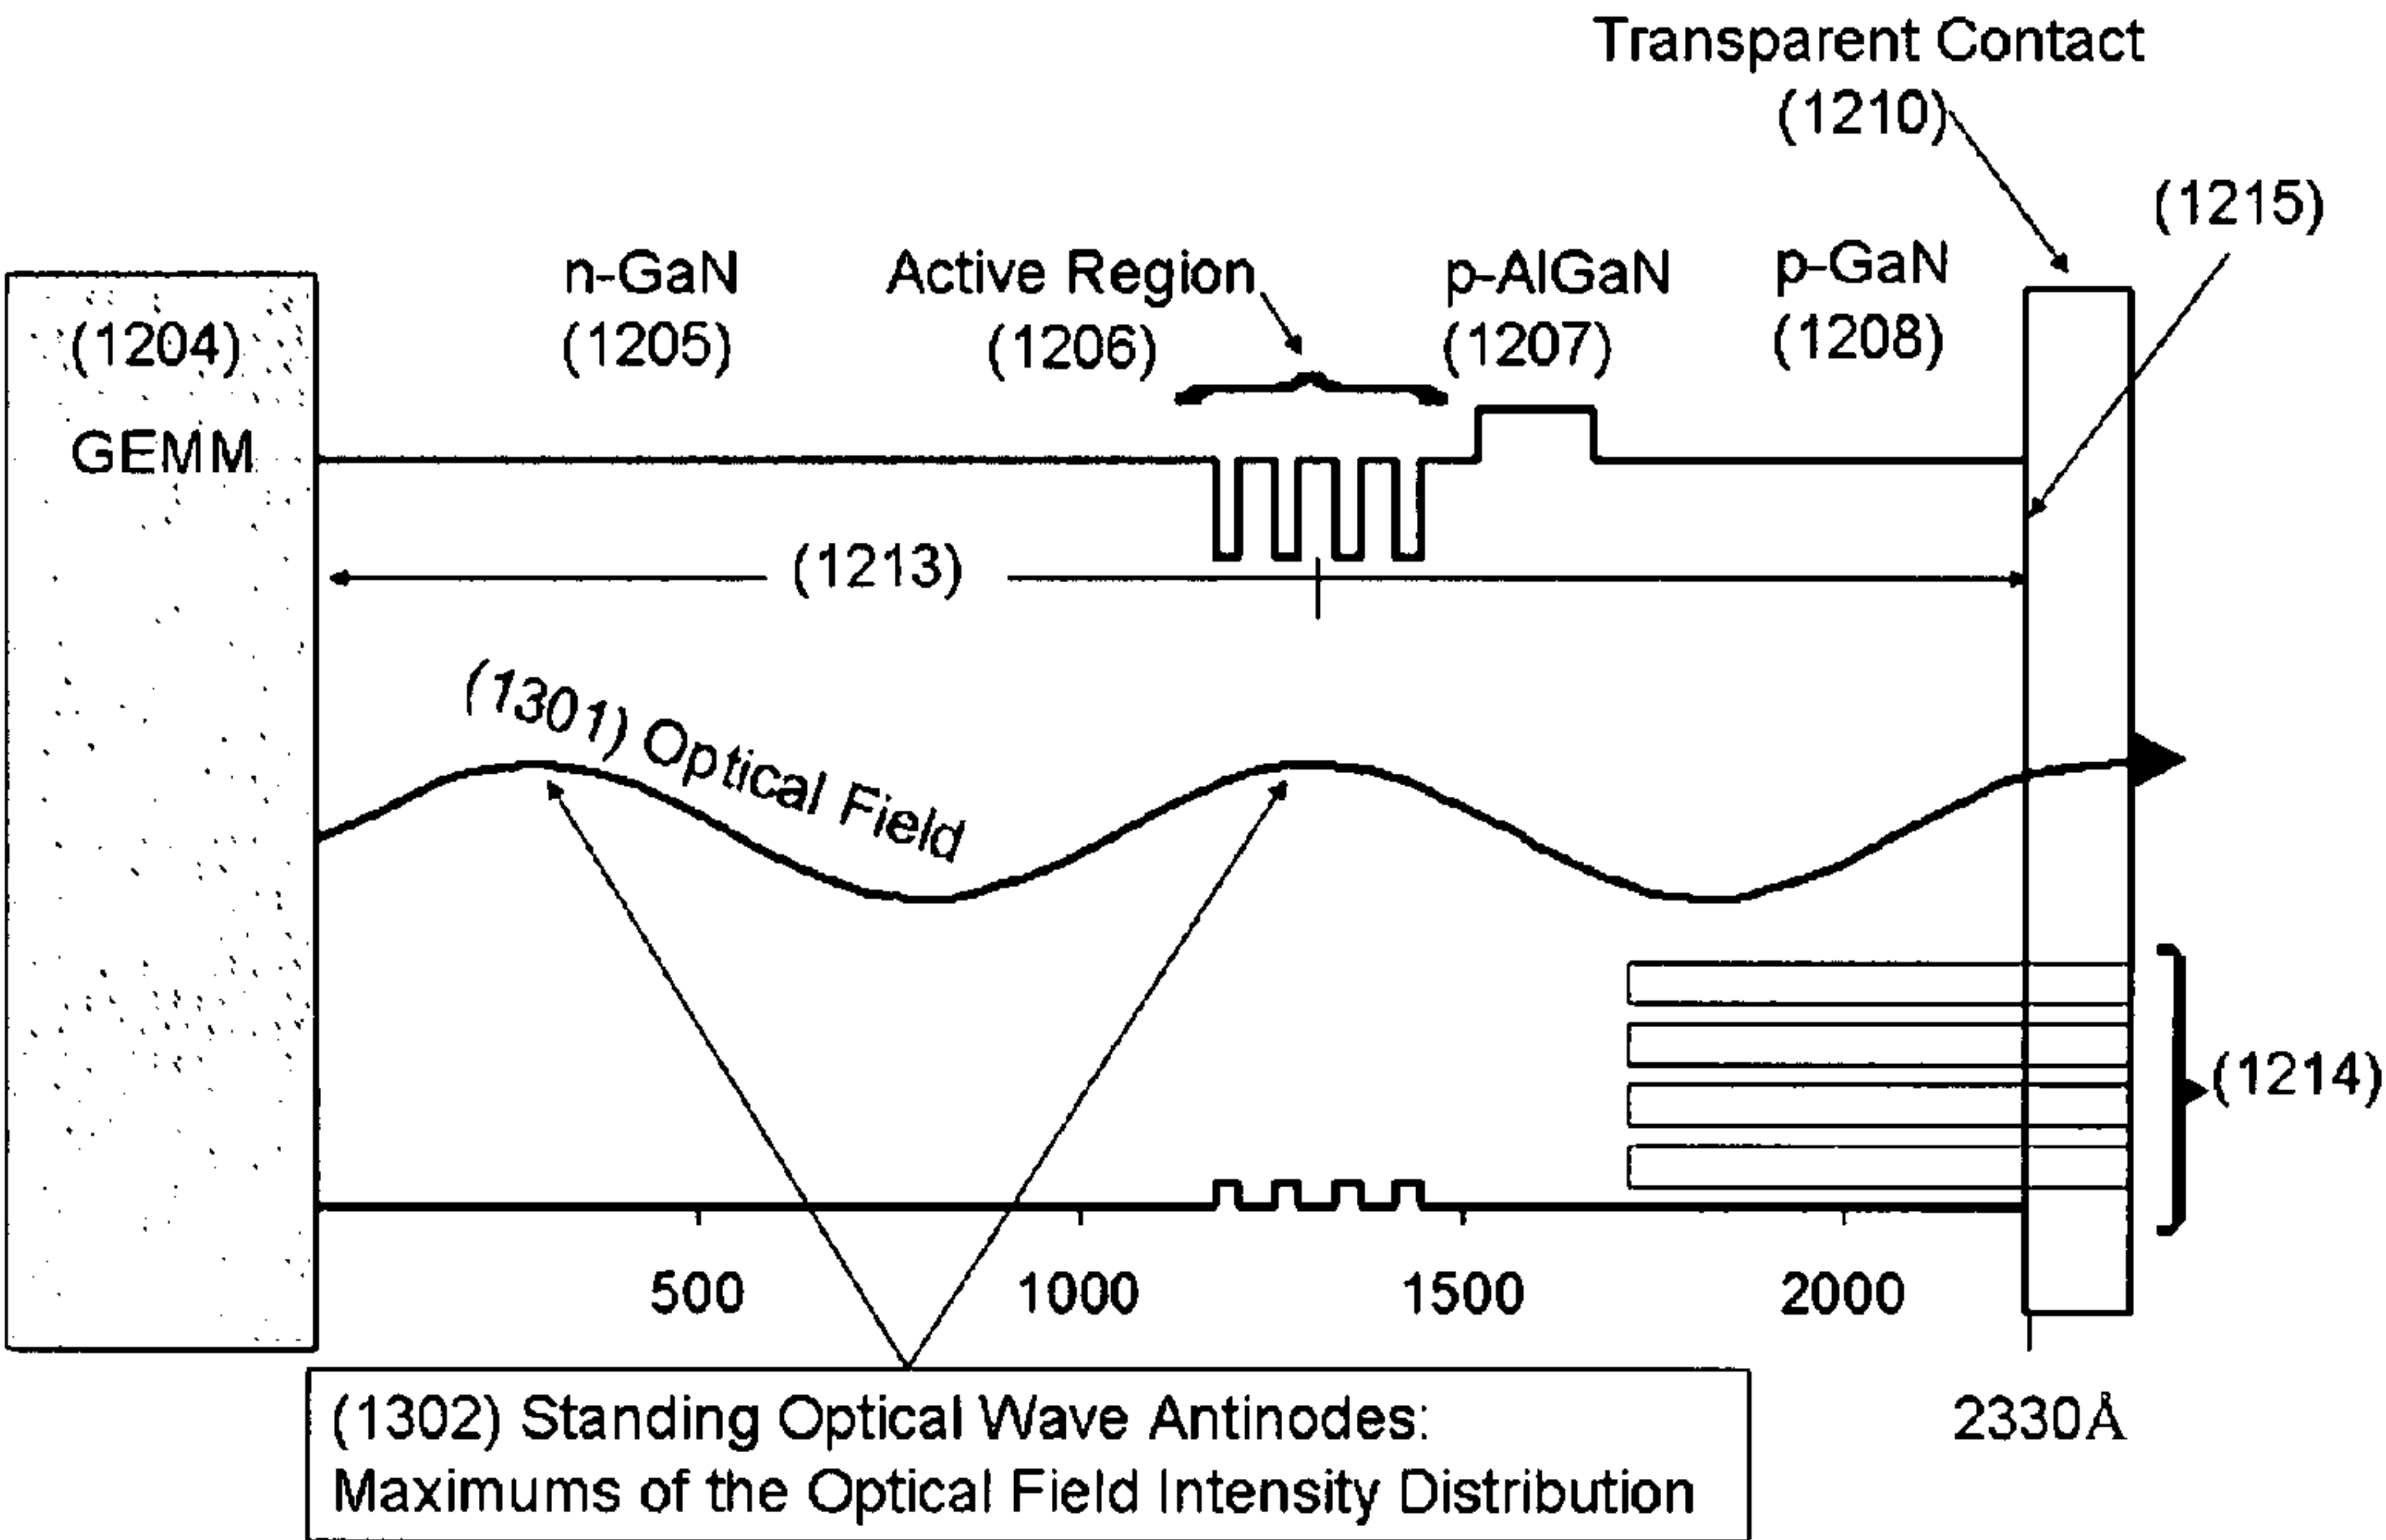 Transparent Contact
(1210)
(1215)
n-GaN
(1205)
Active Region
(1206)
p-AlGaN
(1207)
p-GaN
(1208)
(1204)
GEMM
(1213)
(1301) Optical Field
(1214)
500
1000
1500
2000
2330Å
(1302) Standing Optical Wave Antinodes:
Maximums of the Optical Field Intensity Distribution